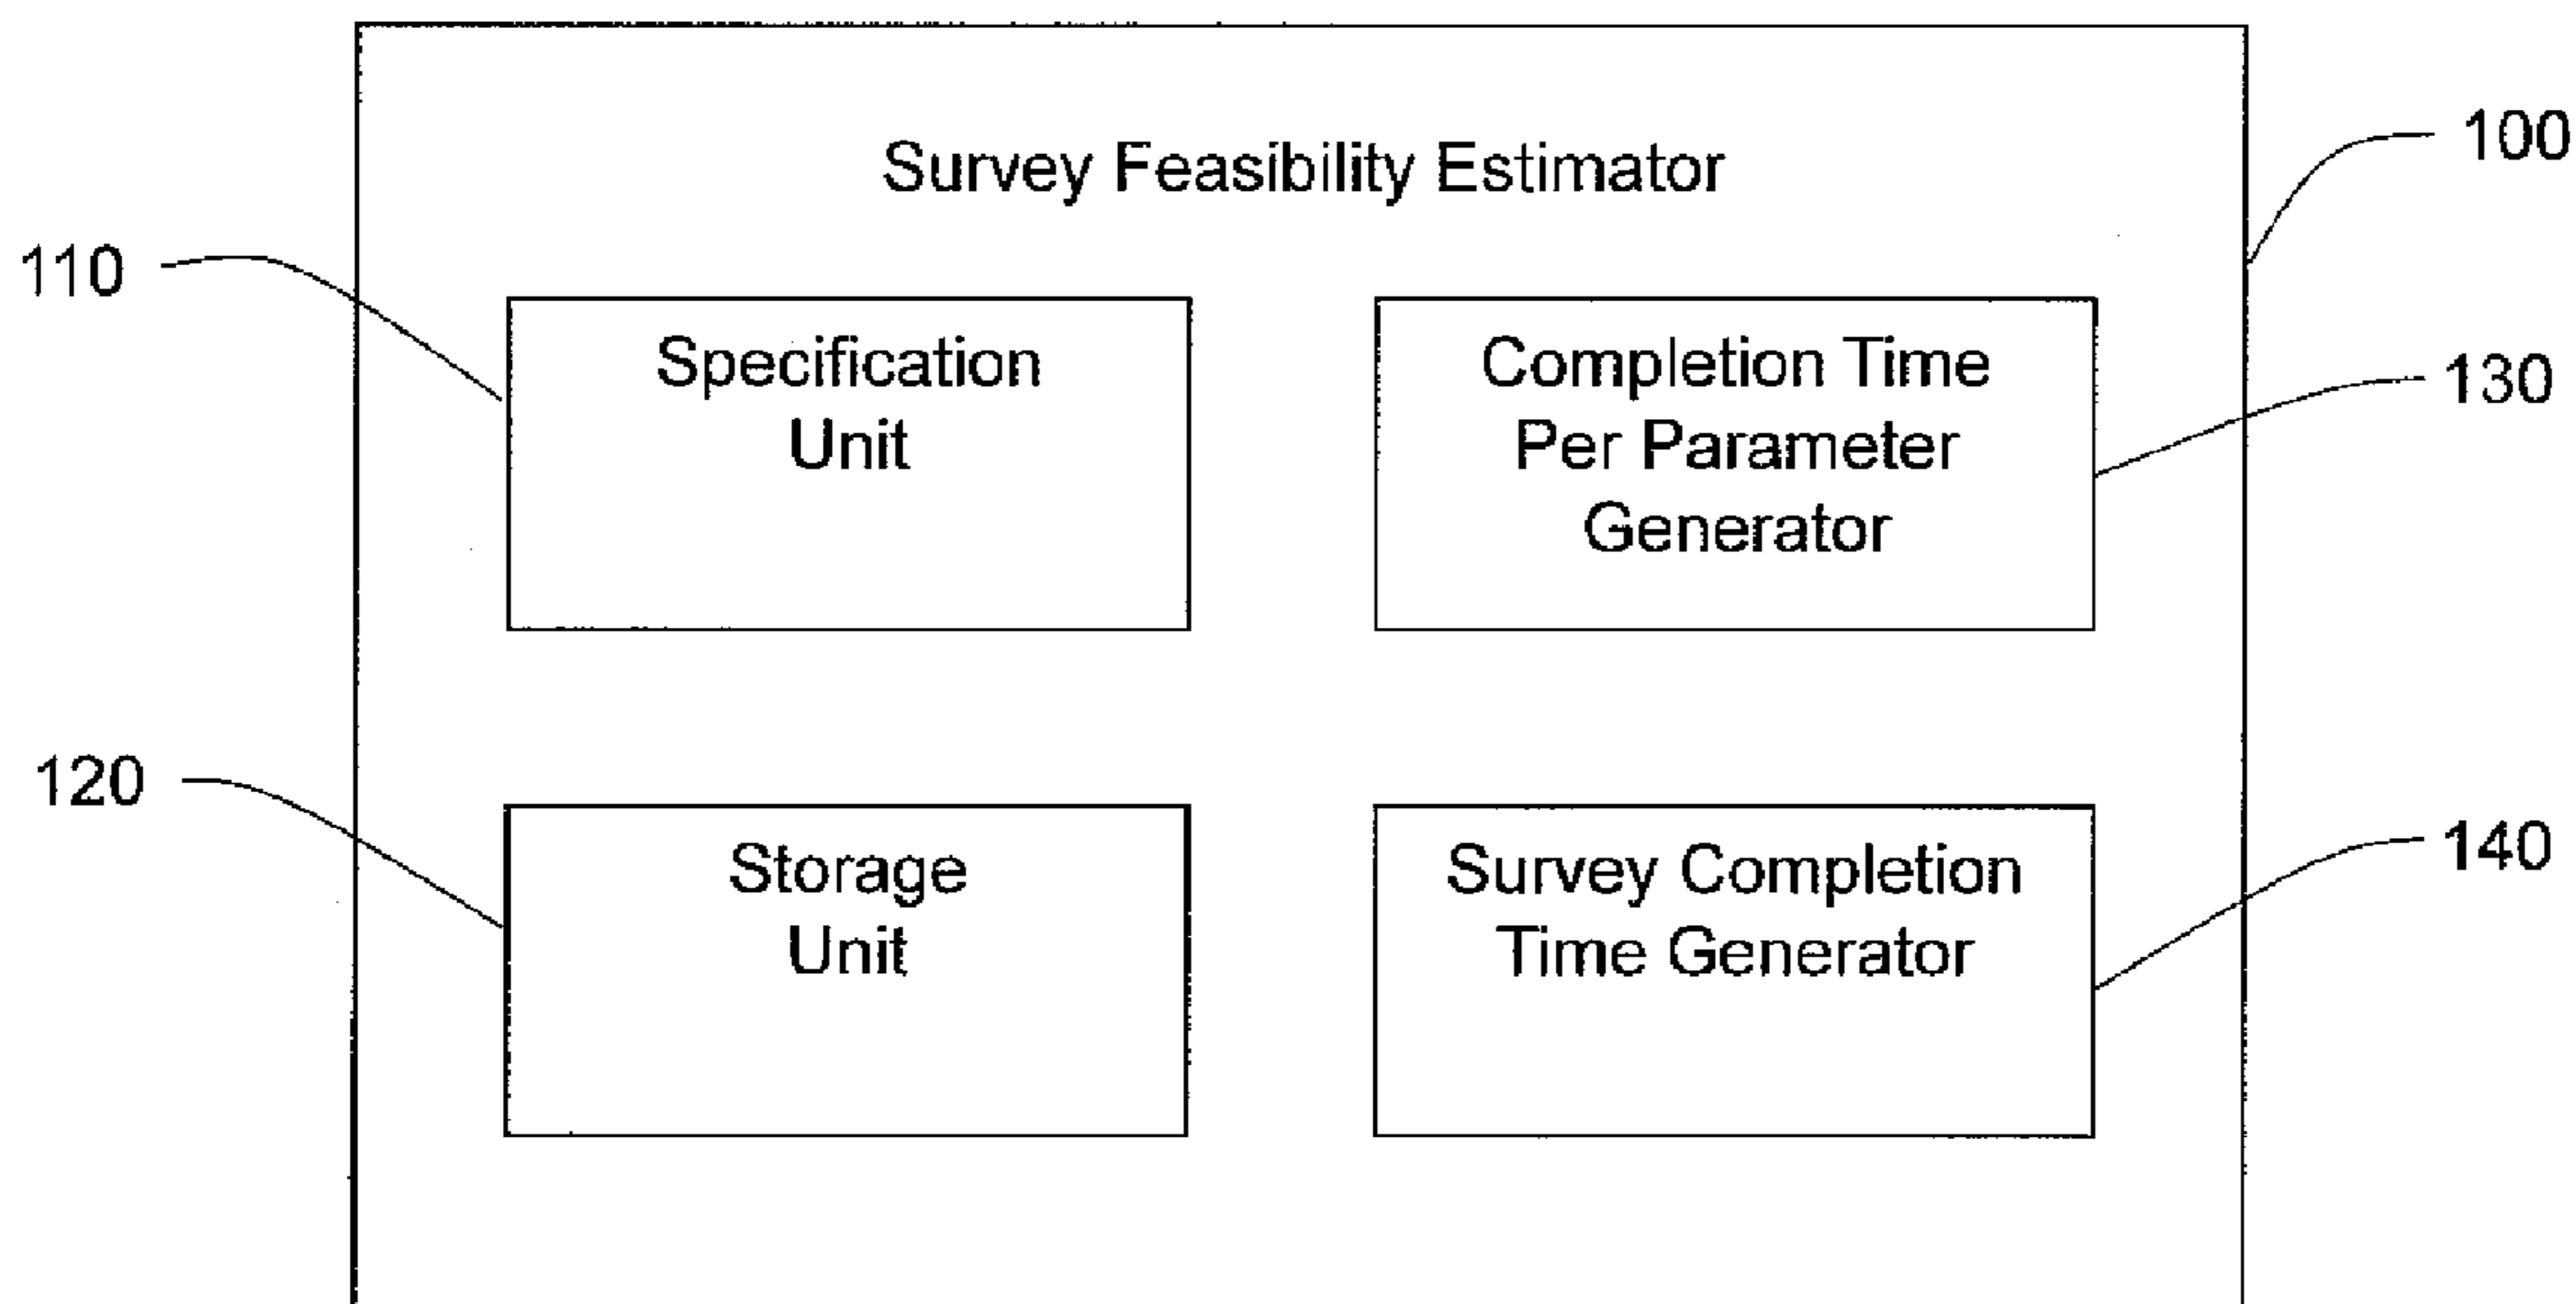 Survey Feasibility Estimator
100
110
Specification
Unit
Completion Time
Per Parameter
Generator
130
120
Storage
Unit
Survey Completion
Time Generator
140